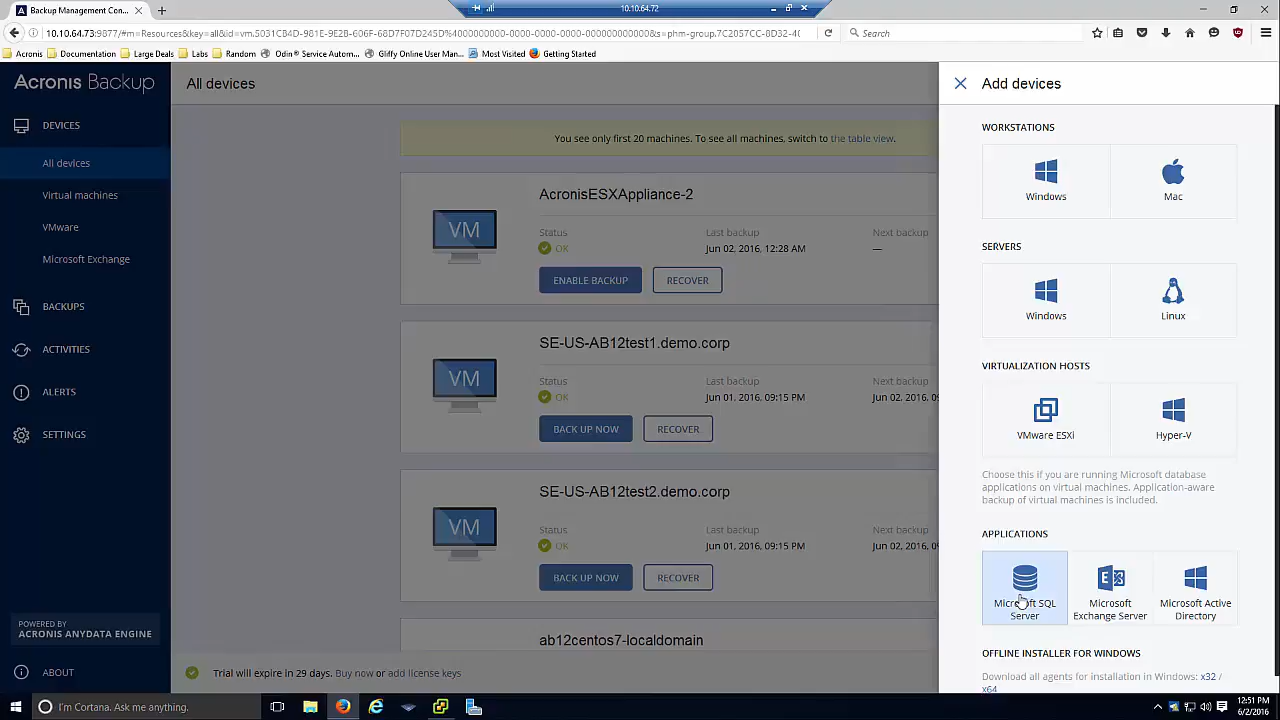 Backup Management Con...
10.10.64.72
10.10.64.73:9877/#m=Resources&key=all&id=vm.5031CB4D-981E-9E2B-606F-68D7F07D245D%4000000000-0000-0000-0000-000000000000&s=phm-group.7C2057CC-8D32-4(
Search
Acronis
Documentation
Large Deals
Labs
Random
Odin® Service Autom...
Gliffy Online User Man...
Most Visited
Getting Started
Acronis Backup
DEVICES
All devices
Virtual machines
VMware
Microsoft Exchange
BACKUPS
ACTIVITIES
ALERTS
SETTINGS
POWERED BY
ACRONIS ANYDATA ENGINE
ABOUT
All devices
You see only first 20 machines. To see all machines, switch to the table view.
VM
AcronisESXAppliance-2
Status
Last backup
Next backup
OK
Jun 02, 2016, 12:28 AM
—
ENABLE BACKUP
RECOVER
VM
SE-US-AB12test1.demo.corp
Status
Last backup
Next backup
OK
Jun 01, 2016, 09:15 PM
Jun 02, 2016, 0
BACK UP NOW
RECOVER
VM
SE-US-AB12test2.demo.corp
Status
Last backup
Next backup
OK
Jun 01, 2016, 09:15 PM
Jun 02, 2016, 0
BACK UP NOW
RECOVER
ab12centos7-localdomain
Trial will expire in 29 days. Buy now or add license keys
Add devices
WORKSTATIONS
Windows
Mac
SERVERS
Windows
Linux
VIRTUALIZATION HOSTS
VMware ESXi
Hyper-V
Choose this if you are running Microsoft database
applications on virtual machines. Application-aware
backup of virtual machines is included.
APPLICATIONS
Microsoft SQL
Server
Microsoft
Exchange Server
Microsoft Active
Directory
OFFLINE INSTALLER FOR WINDOWS
Download all agents for installation in Windows: x32 /
x64
I'm Cortana. Ask me anything.
12:51 PM
6/2/2016